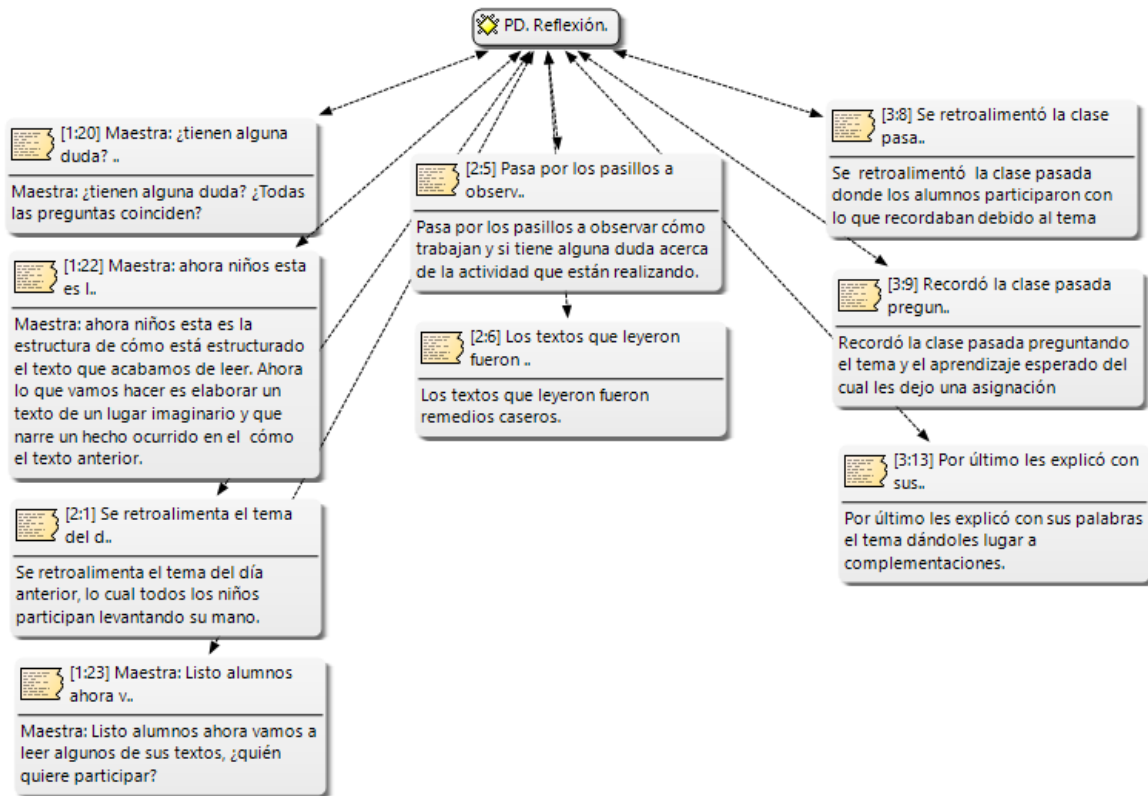 PD. Reflexión.
[1:20] Maestra: ¿tienen alguna
duda? ..
Maestra: ¿tienen alguna duda? ¿Todas
las preguntas coinciden?
[1:22] Maestra: ahora niños esta
es l..
Maestra: ahora niños esta es la
estructura de cómo está estructurado
el texto que acabamos de leer. Ahora
lo que vamos hacer es elaborar un
texto de un lugar imaginario y que
narre un hecho ocurrido en el cómo
el texto anterior.
[2:1] Se retroalimenta el tema
del d..
Se retroalimenta el tema del día
anterior, lo cual todos los niños
participan levantando su mano.
[1:23] Maestra: Listo alumnos
ahora v..
Maestra: Listo alumnos ahora vamos a
leer algunos de sus textos, ¿quién
quiere participar?
[2:5] Pasa por los pasillos a
observ..
Pasa por los pasillos a observar cómo
trabajan y si tiene alguna duda acerca
de la actividad que están realizando.
[2:6] Los textos que leyeron
fueron ..
Los textos que leyeron fueron
remedios caseros.
[3:8] Se retroalimentó la clase
pasa..
Se retroalimentó la clase pasada
donde los alumnos participaron con
lo que recordaban debido al tema
[3:9] Recordó la clase pasada
pregun..
Recordó la clase pasada preguntando
el tema y el aprendizaje esperado del
cual les dejo una asignación
[3:13] Por último les explicó con
sus..
Por último les explicó con sus palabras
el tema dándoles lugar a
complementaciones.